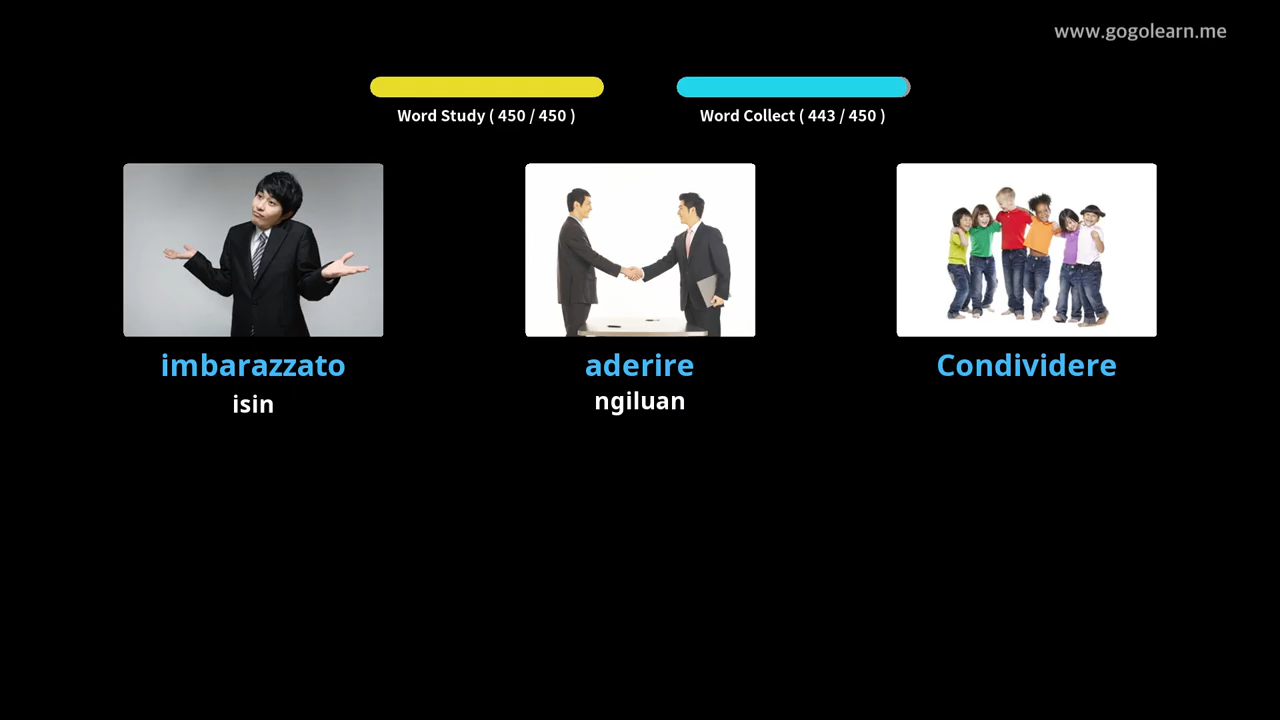 www.gogolearn.me
Word Study ( 450 / 450 )
Word Collect ( 443 / 450 )
imbarazzato
aderire
Condividere
isin
ngiluan